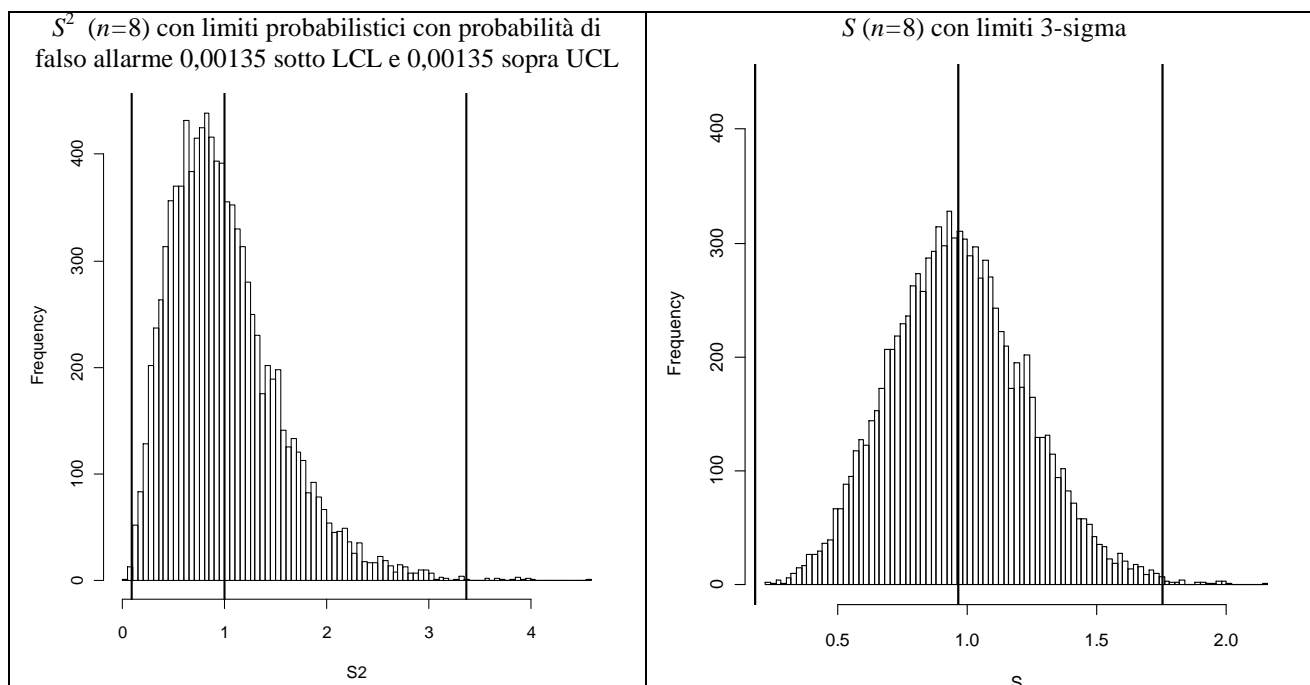 S² (n=8) con limiti probabilistici con probabilità di
falso allarme 0,00135 sotto LCL e 0,00135 sopra UCL
Frequency
400
300
200
100
0
0 1 2 3 4
S2
S (n=8) con limiti 3-sigma
Frequency
400
300
200
100
0
0.5 1.0 1.5 2.0
S